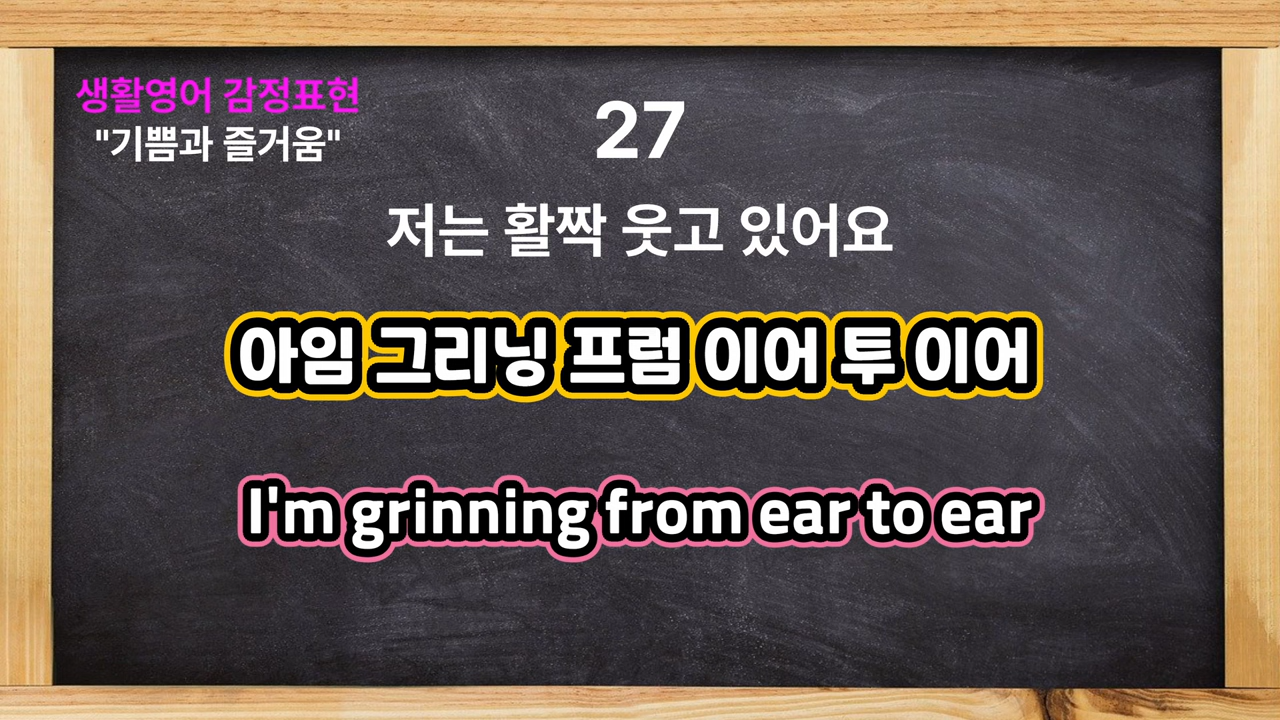 생활영어 감정표현
"기쁨과 즐거움"
27
저는 활짝 웃고 있어요
아임 그리닝 프럼 이어 투 이어
I'm grinning from ear to ear